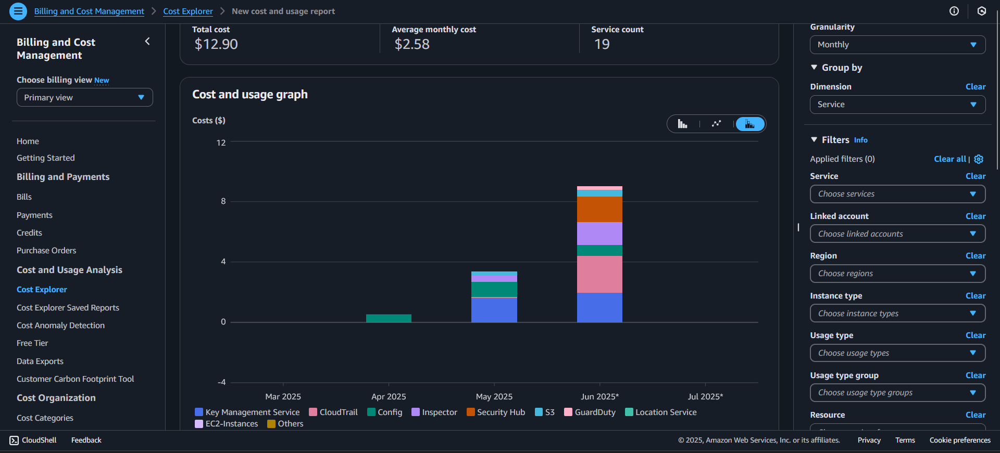 Billing and Cost Management
Cost Explorer
New cost and usage report
Billing and Cost
Management
Choose billing view New
Primary view
Home
Getting Started
Billing and Payments
Bills
Payments
Credits
Purchase Orders
Cost and Usage Analysis
Cost Explorer
Cost Explorer Saved Reports
Cost Anomaly Detection
Free Tier
Data Exports
Customer Carbon Footprint Tool
Cost Organization
Cost Categories
Total cost
$12.90
Average monthly cost
$2.58
Service count
19
Cost and usage graph
Costs ($)
12
8
4
0
-4
Mar 2025
Apr 2025
May 2025
Jun 2025*
Jul 2025*
Key Management Service
CloudTrail
Config
Inspector
Security Hub
S3
GuardDuty
Location Service
EC2-Instances
Others
Granularity
Monthly
Group by
Dimension
Clear
Service
Filters Info
Applied filters (0)
Clear all |
Service
Clear
Choose services
Linked account
Clear
Choose linked accounts
Region
Clear
Choose regions
Instance type
Clear
Choose instance types
Usage type
Clear
Choose usage types
Usage type group
Clear
Choose usage type groups
Resource
Clear
CloudShell
Feedback
© 2025, Amazon Web Services, Inc. or its affiliates.
Privacy
Terms
Cookie preferences